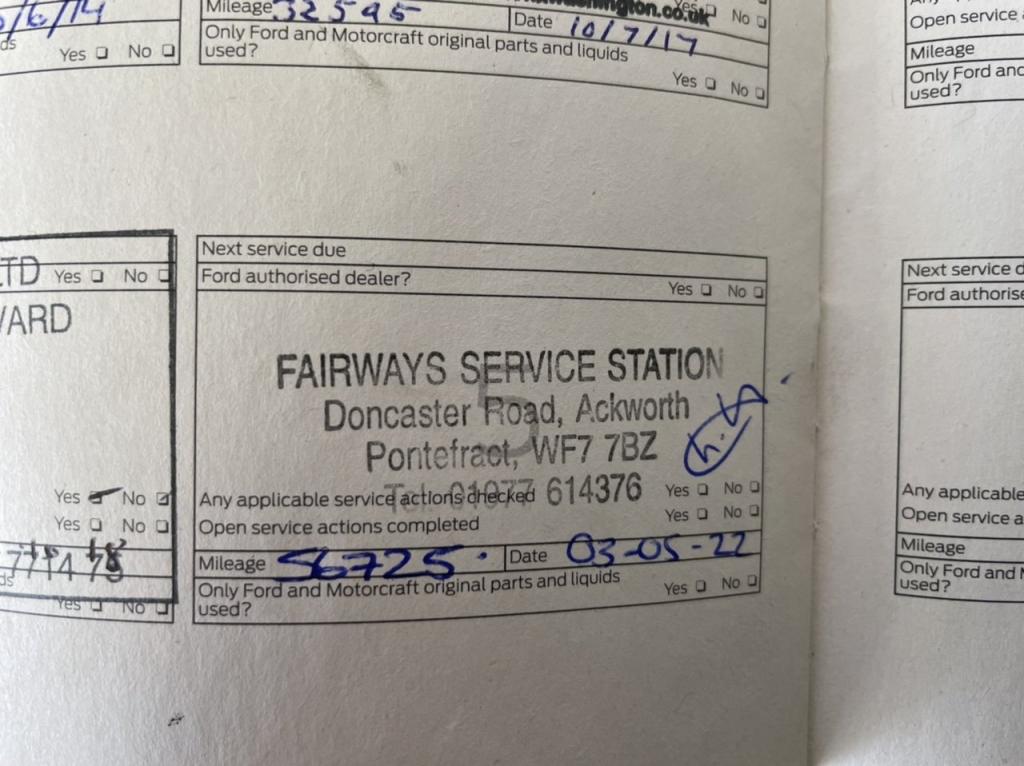 Mileage 32595
Date 10/7/17
Only Ford and Motorcraft original parts and liquids
used?
Yes No
Yes No
Yes No
LTD Yes No
Yes No
Yes No
Yes No
Next service due
Ford authorised dealer?
Yes No
5
FAIRWAYS SERVICE STATION
Doncaster Road, Ackworth
Pontefract, WF7 7BZ
Tel: 01977 614376
Any applicable service actions checked Yes No
Open service actions completed Yes No
Mileage 56725. Date 03-05-22
Only Ford and Motorcraft original parts and liquids
used?
Yes No
Open service
Mileage
Only Ford and
used?
Next service d
Ford authorise
Any applicable
Open service a
Mileage
Only Ford and
used?